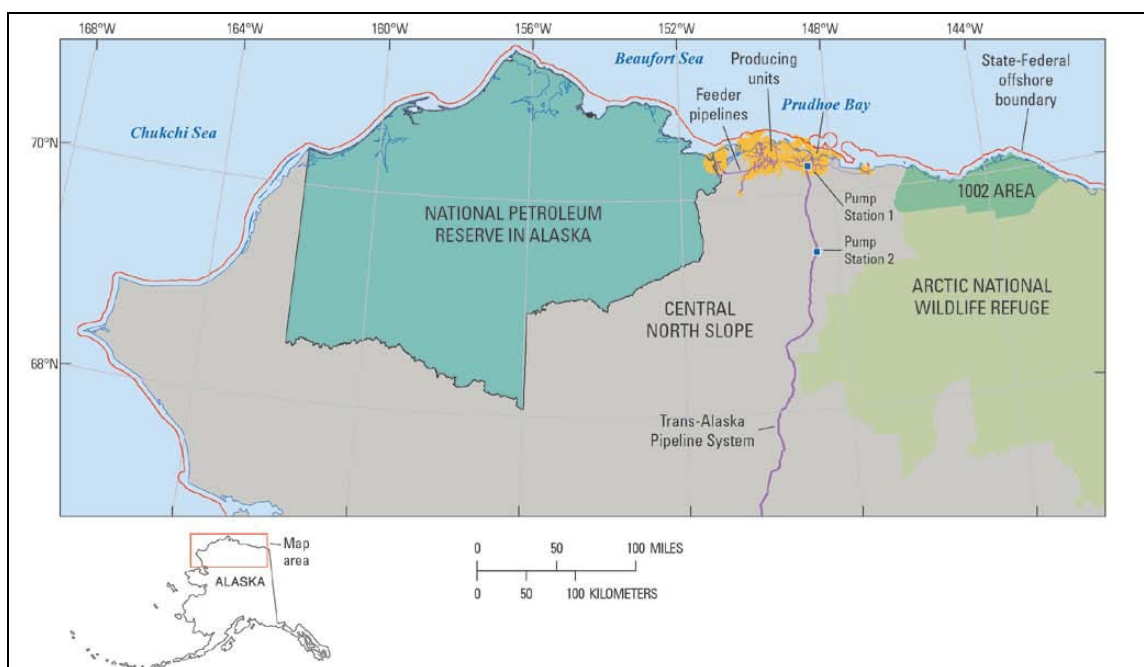 168°W
164°W
160°W
156°W
152°W
148°W
144°W
Beaufort Sea
Producing
units
State-Federal
offshore
boundary
Feeder
pipelines
Prudhoe Bay
Chukchi Sea
70°N
1002 AREA
Pump
Station 1
NATIONAL PETROLEUM
RESERVE IN ALASKA
Pump
Station 2
ARCTIC NATIONAL
WILDLIFE REFUGE
CENTRAL
NORTH SLOPE
68°N
Trans-Alaska
Pipeline System
Map
area
ALASKA
0 50 100 MILES
0 50 100 KILOMETERS